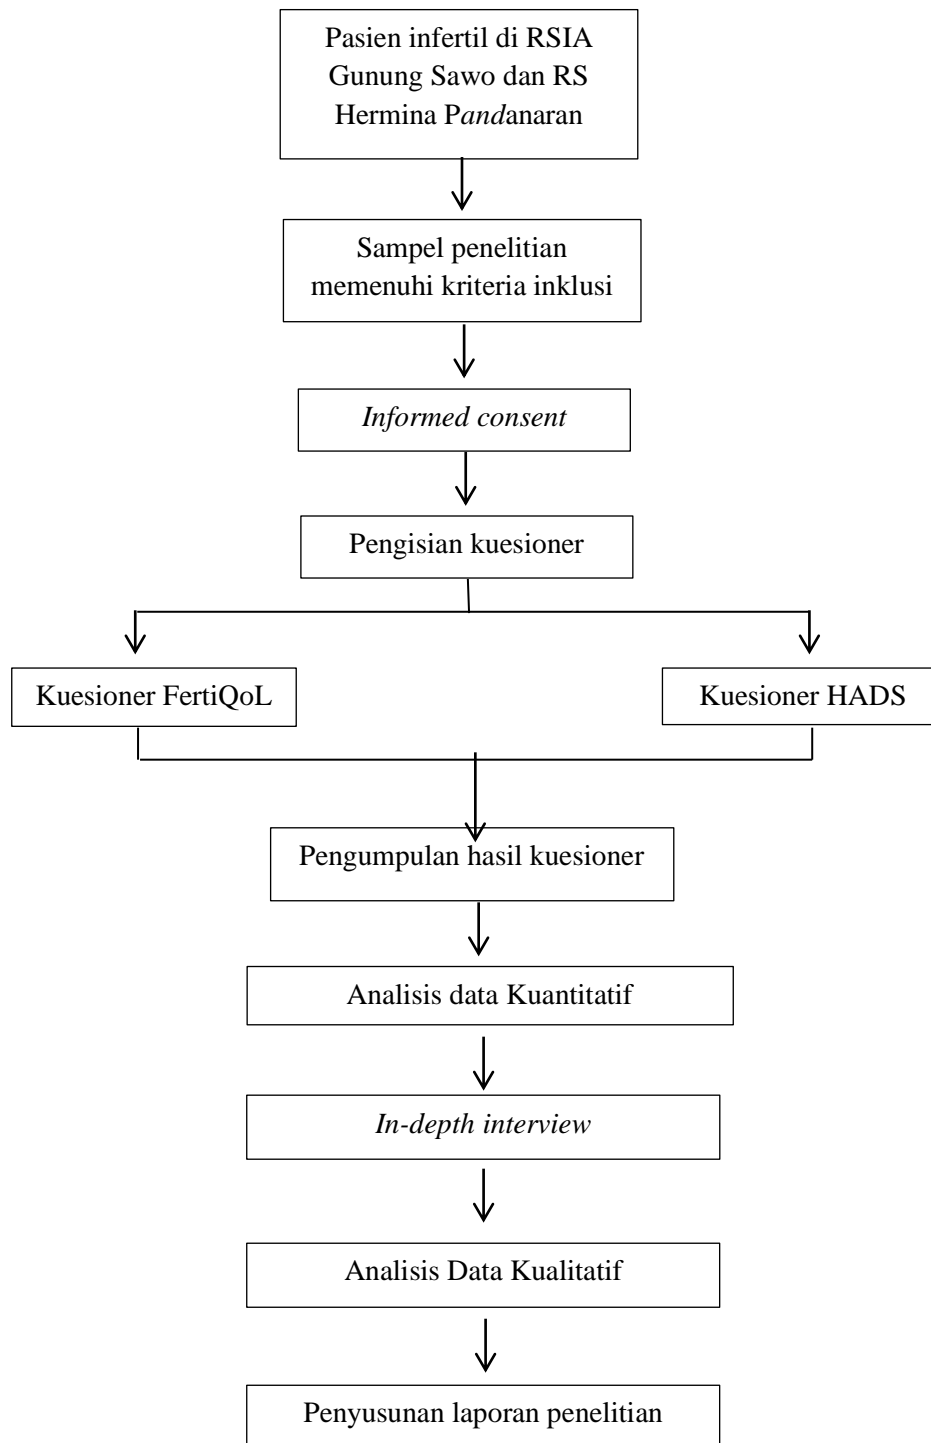 Pasien infertil di RSIA
Gunung Sawo dan RS
Hermina Pandanaran
Sampel penelitian
memenuhi kriteria inklusi
Informed consent
Pengisian kuesioner
Kuesioner FertiQoL
Kuesioner HADS
Pengumpulan hasil kuesioner
Analisis data Kuantitatif
In-depth interview
Analisis Data Kualitatif
Penyusunan laporan penelitian